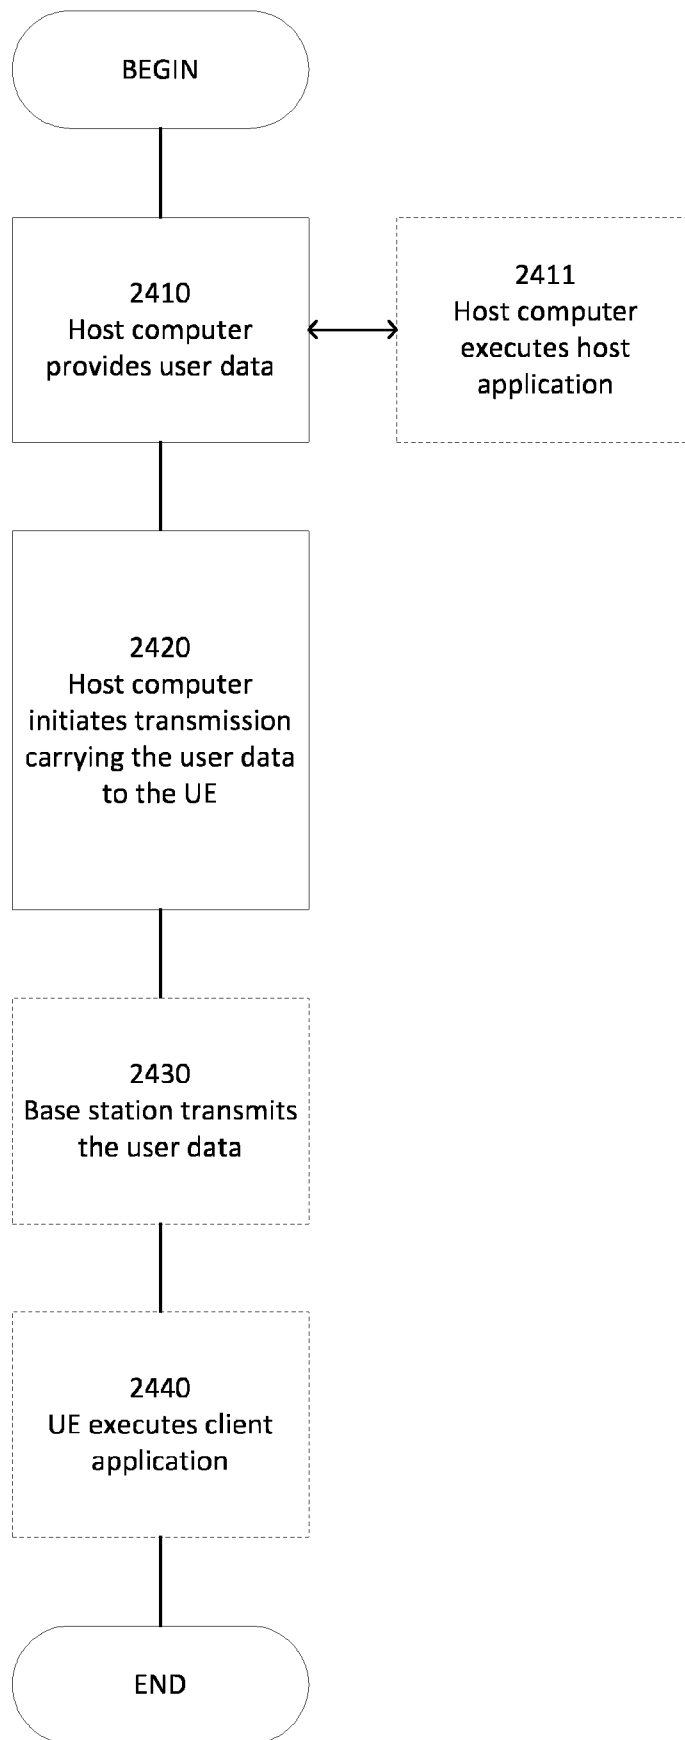 BEGIN
2410
Host computer
provides user data
2411
Host computer
executes host
application
2420
Host computer
initiates transmission
carrying the user data
to the UE
2430
Base station transmits
the user data
2440
UE executes client
application
END